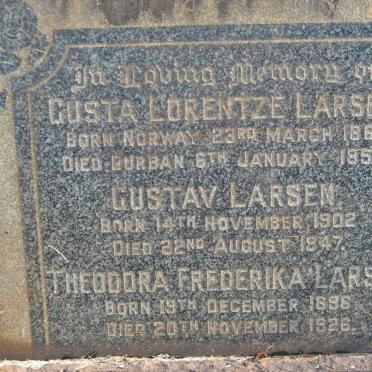 In Loving Memory of
GUSTA LORENTZE LARSE
BORN NORWAY 23RD MARCH 186
DIED DURBAN 6TH JANUARY 195
GUSTAV LARSEN.
BORN 14TH NOVEMBER 1902
DIED 22ND AUGUST 1947.
THEODORA FREDERIKA LARS
BORN 19TH DECEMBER 1896
DIED 20TH NOVEMBER 1926.